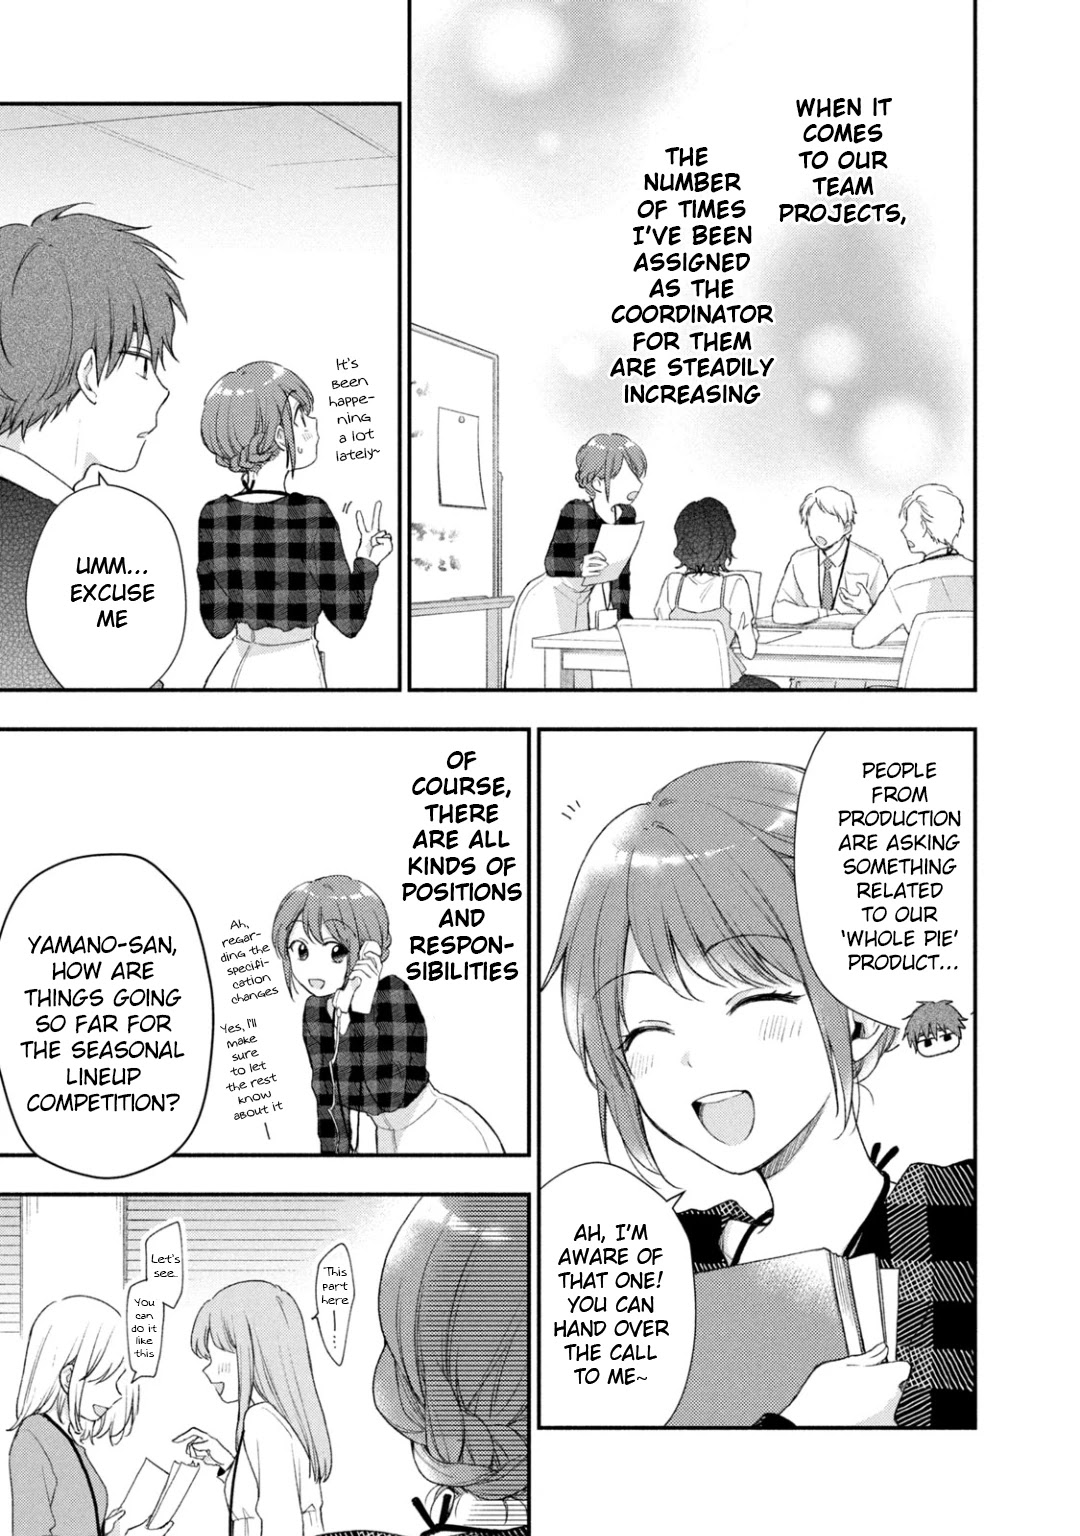 WHEN IT
COMES
TO OUR
TEAM
PROJECTS,
THE
NUMBER
OF TIMES
I'VE BEEN
ASSIGNED
AS THE
COORDINATOR
FOR THEM
ARE STEADILY
INCREASING
It's
been
happe-
ning
a lot
lately~
UMM...
EXCUSE
ME
PEOPLE
FROM
PRODUCTION
ARE ASKING
SOMETHING
RELATED
TO OUR
'WHOLE PIE'
PRODUCT...
AH, I'M
AWARE OF
THAT ONE!
YOU CAN
HAND OVER
THE CALL
TO ME~
OF
COURSE,
THERE
ARE ALL
KINDS OF
POSITIONS
AND
RESPON-
SIBILITIES
Ah,
regar-
ding the
specifi-
cation
changes
Yes, I'll
make
sure
to let
the rest
know
about it
YAMANO-SAN,
HOW ARE
THINGS GOING
SO FAR FOR
THE SEASONAL
LINEUP
COMPETITION?
This
part
here
Let's
see
You
can
do it
like
this